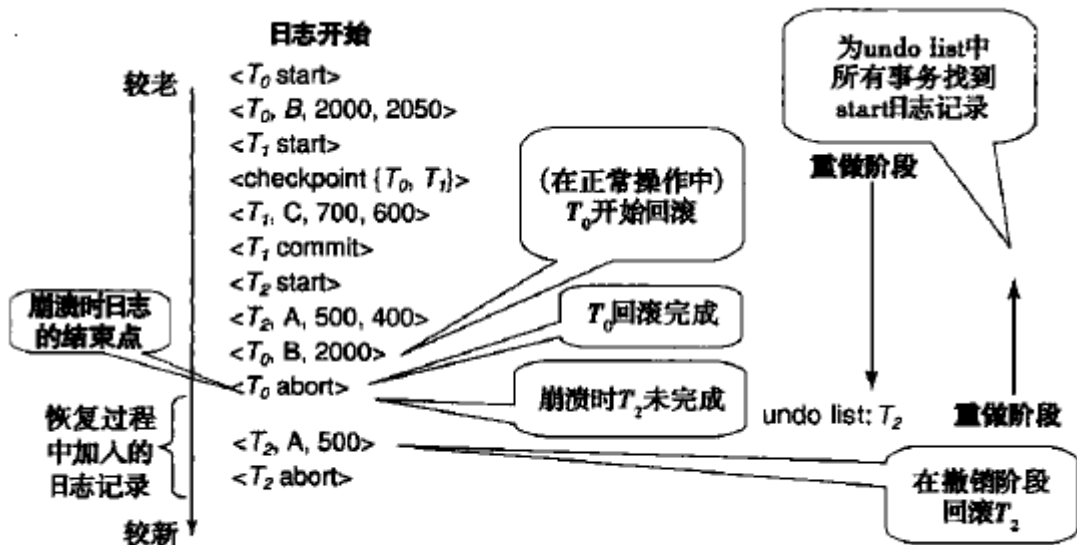 日志开始
较老
<T0 start>
<T0, B, 2000, 2050>
<T1 start>
<checkpoint {T0, T1}>
<T1, C, 700, 600>
<T1 commit>
<T2 start>
<T2, A, 500, 400>
<T0, B, 2000>
<T0 abort>
<T2, A, 500>
<T2 abort>
较新
崩溃时日志
的结束点
恢复过程
中加入的
日志记录
(在正常操作中)
T0开始回滚
T0回滚完成
崩溃时T2未完成
为undo list中
所有事务找到
start日志记录
重做阶段
undo list: T2
重做阶段
在撤销阶段
回滚T2